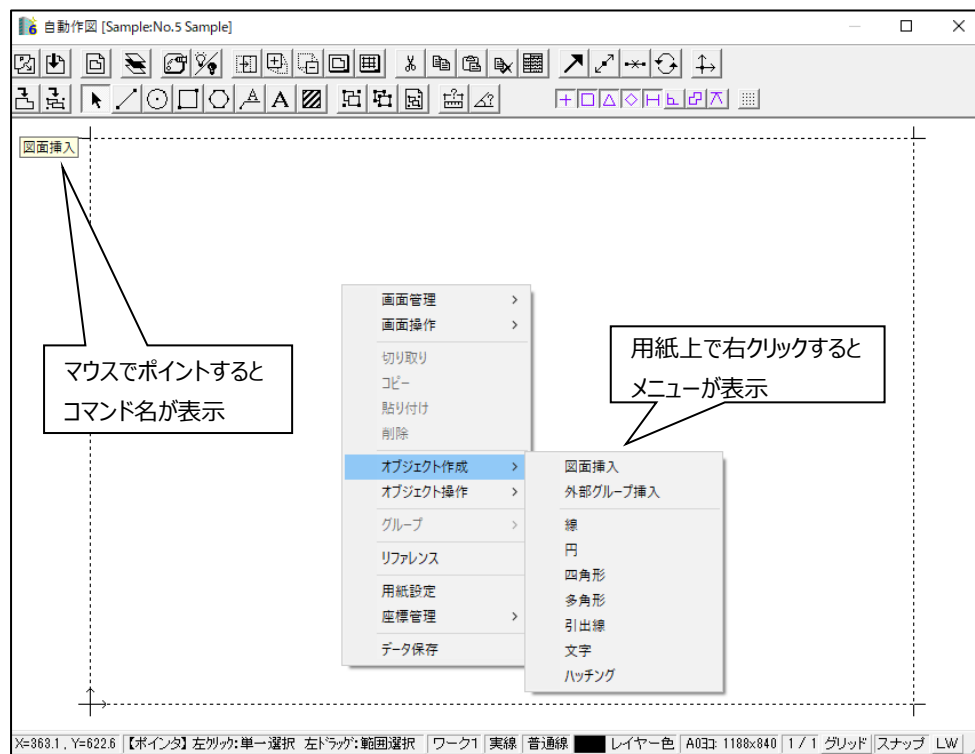 自動作図 [Sample:No.5 Sample]
図面挿入
マウスでポイントすると
コマンド名が表示
用紙上で右クリックすると
メニューが表示
画面管理
画面操作
切り取り
コピー
貼り付け
削除
オブジェクト作成
オブジェクト操作
グループ
リファレンス
用紙設定
座標管理
データ保存
図面挿入
外部グループ挿入
線
円
四角形
多角形
引出線
文字
ハッチング
X=363.1 , Y=622.6 【ポインタ】 左クリック:単一選択 左ドラッグ:範囲選択 ワーク1 実線 普通線 レイヤー色 A0ヨコ 1188x840 1 / 1 グリッド スナップ LW